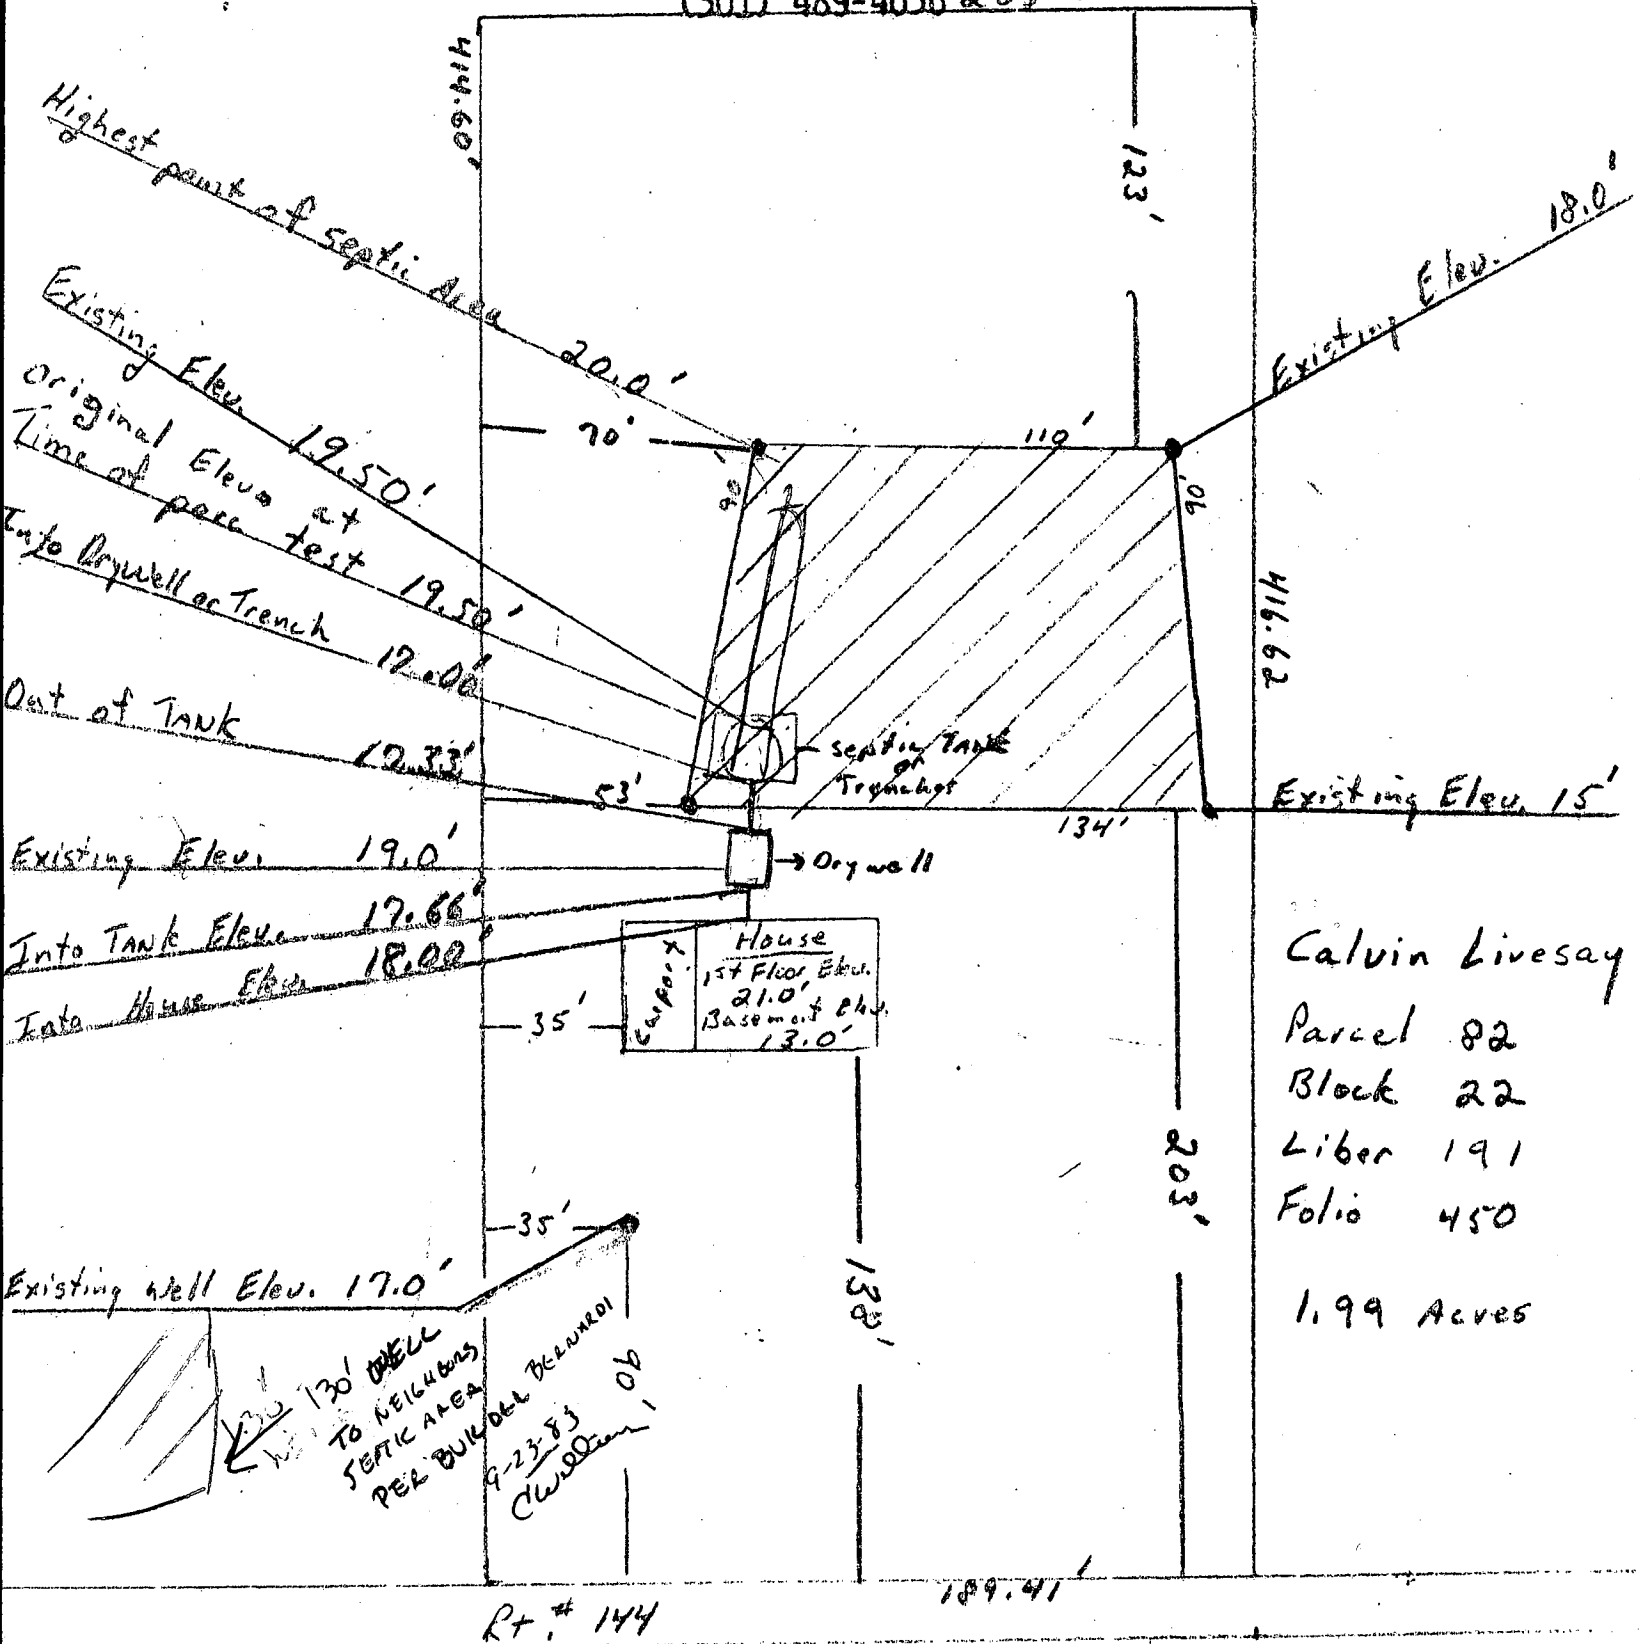 414.60'
123'
Highest point of septic Area 20.0'
Existing Elev. 18.0'
Existing Elev. 19.50'
Original Elev. at
Time of perc test 19.50'
70'
110'
90'
90'
416.62
Into Drywell or Trench 12.00'
Out of TANK
septic TANK
or
Trenches
53'
134'
Existing Elev. 15'
Existing Elev. 19.0'
Drywell
Into TANK Elev. 17.66'
Into House Elev. 18.00'
Carport
House
1st Floor Elev.
21.0'
Basement Elev.
13.0'
35'
Calvin Livesay
Parcel 82
Block 22
Liber 191
Folio 450
1.99 Acres
203'
35'
138'
90'
Existing Well Elev. 17.0'
130' WELL
TO NEIGHBORS
SEPTIC AREA
PER BUILDER BERNARDI
9-23-83
189.41'
Rt. # 144